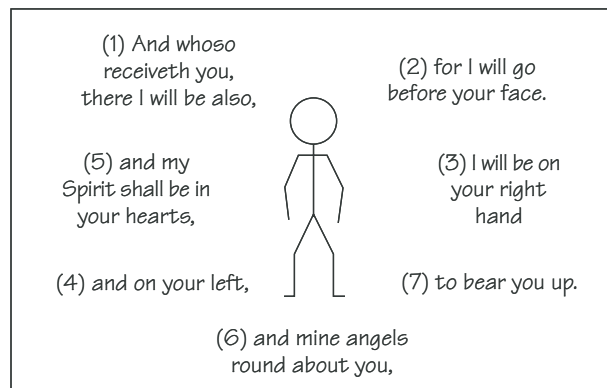 (1) And whoso
receiveth you,
there I will be also,
(2) for I will go
before your face.
(5) and my
Spirit shall be in
your hearts,
(3) I will be on
your right
hand
(4) and on your left,
(7) to bear you up.
(6) and mine angels
round about you,